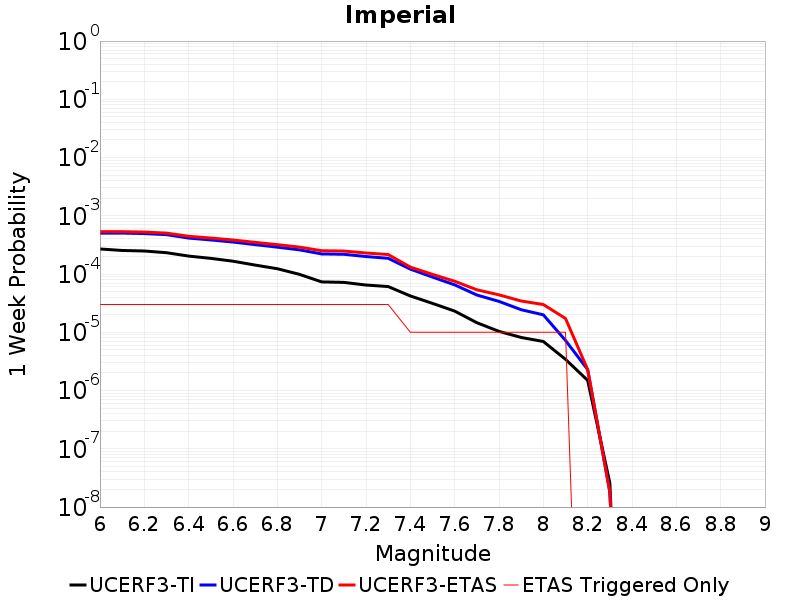 Imperial
1 Week Probability
10^0
10^-1
10^-2
10^-3
10^-4
10^-5
10^-6
10^-7
10^-8
6 6.2 6.4 6.6 6.8 7 7.2 7.4 7.6 7.8 8 8.2 8.4 8.6 8.8 9
Magnitude
UCERF3-TI UCERF3-TD UCERF3-ETAS ETAS Triggered Only